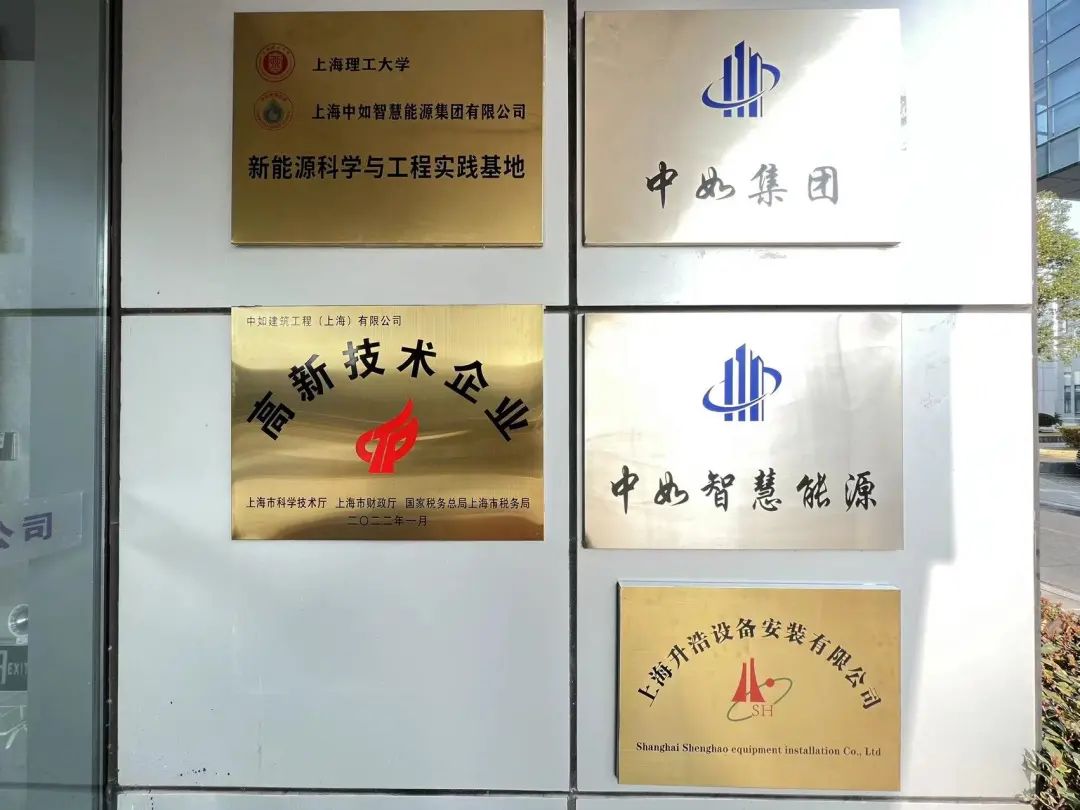 上海理工大学
上海中如智慧能源集团有限公司
新能源科学与工程实践基地
中如集团
中如建筑工程（上海）有限公司
高新技术企业
上海市科学技术厅 上海市财政厅 国家税务总局上海市税务局
二〇二二年一月
中如智慧能源
上海升浩设备安装有限公司
SH
Shanghai Shenghao equipment installation Co., Ltd
公司
EXIT